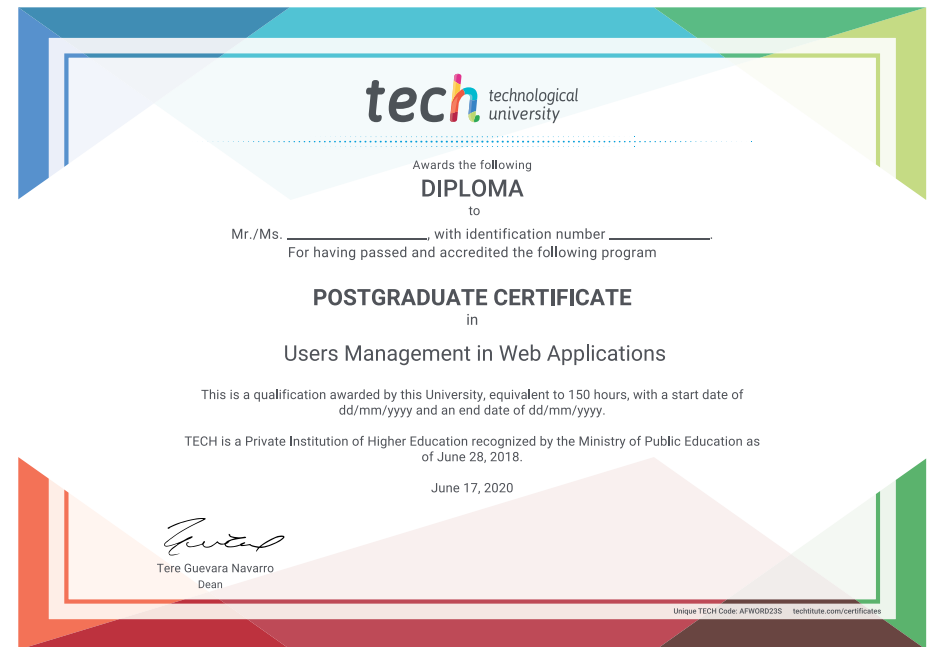 tech technological
university
Awards the following
DIPLOMA
to
Mr./Ms. ____________________, with identification number ______________.
For having passed and accredited the following program
POSTGRADUATE CERTIFICATE
in
Users Management in Web Applications
This is a qualification awarded by this University, equivalent to 150 hours, with a start date of
dd/mm/yyyy and an end date of dd/mm/yyyy.
TECH is a Private Institution of Higher Education recognized by the Ministry of Public Education as
of June 28, 2018.
June 17, 2020
Tere Guevara Navarro
Dean
Unique TECH Code: AFWORD23S techtitute.com/certificates